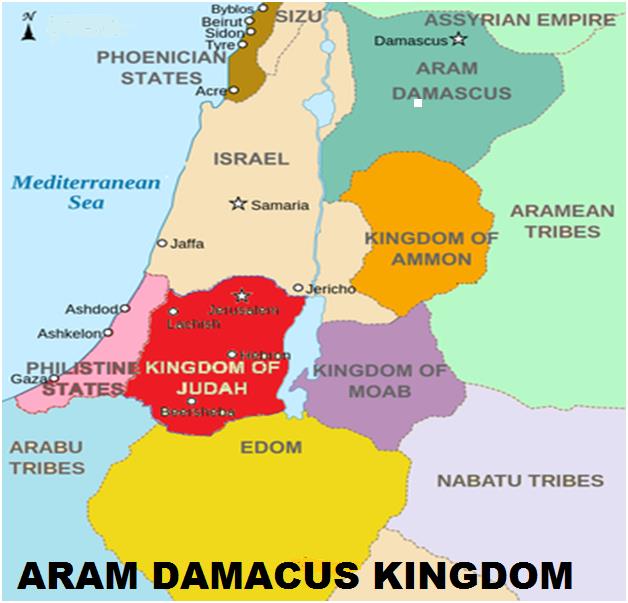 N
Byblos
SIZU
ASSYRIAN EMPIRE
Beirut
Sidon
Tyre
Damascus
PHOENICIAN
STATES
ARAM
DAMASCUS
Acre
ISRAEL
Mediterranean
Sea
Samaria
ARAMEAN
TRIBES
KINGDOM OF
AMMON
Jaffa
Jericho
Ashdod
Jerusalem
Lachish
Ashkelon
Hebron
PHILISTINE
STATES
Gaza
KINGDOM OF
JUDAH
KINGDOM OF
MOAB
Beersheba
ARABU
TRIBES
EDOM
NABATU TRIBES
ARAM DAMACUS KINGDOM